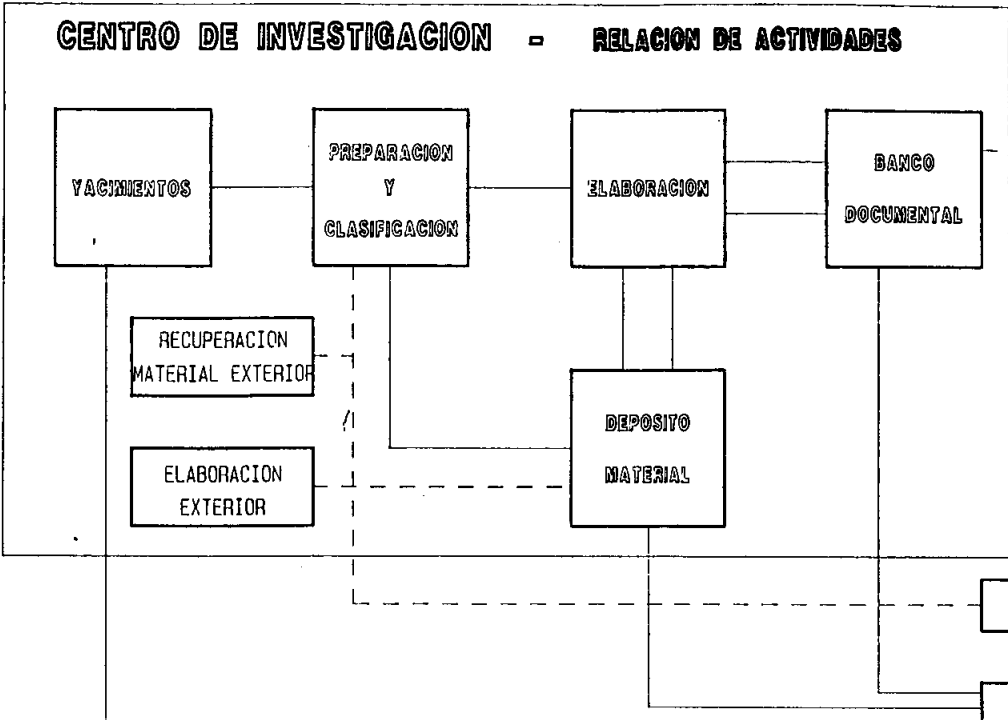 CENTRO DE INVESTIGACION - RELACION DE ACTIVIDADES
YACIMIENTOS
PREPARACION
Y
CLASIFICACION
ELABORACION
BANCO
DOCUMENTAL
RECUPERACION
MATERIAL EXTERIOR
ELABORACION
EXTERIOR
DEPOSITO
MATERIAL